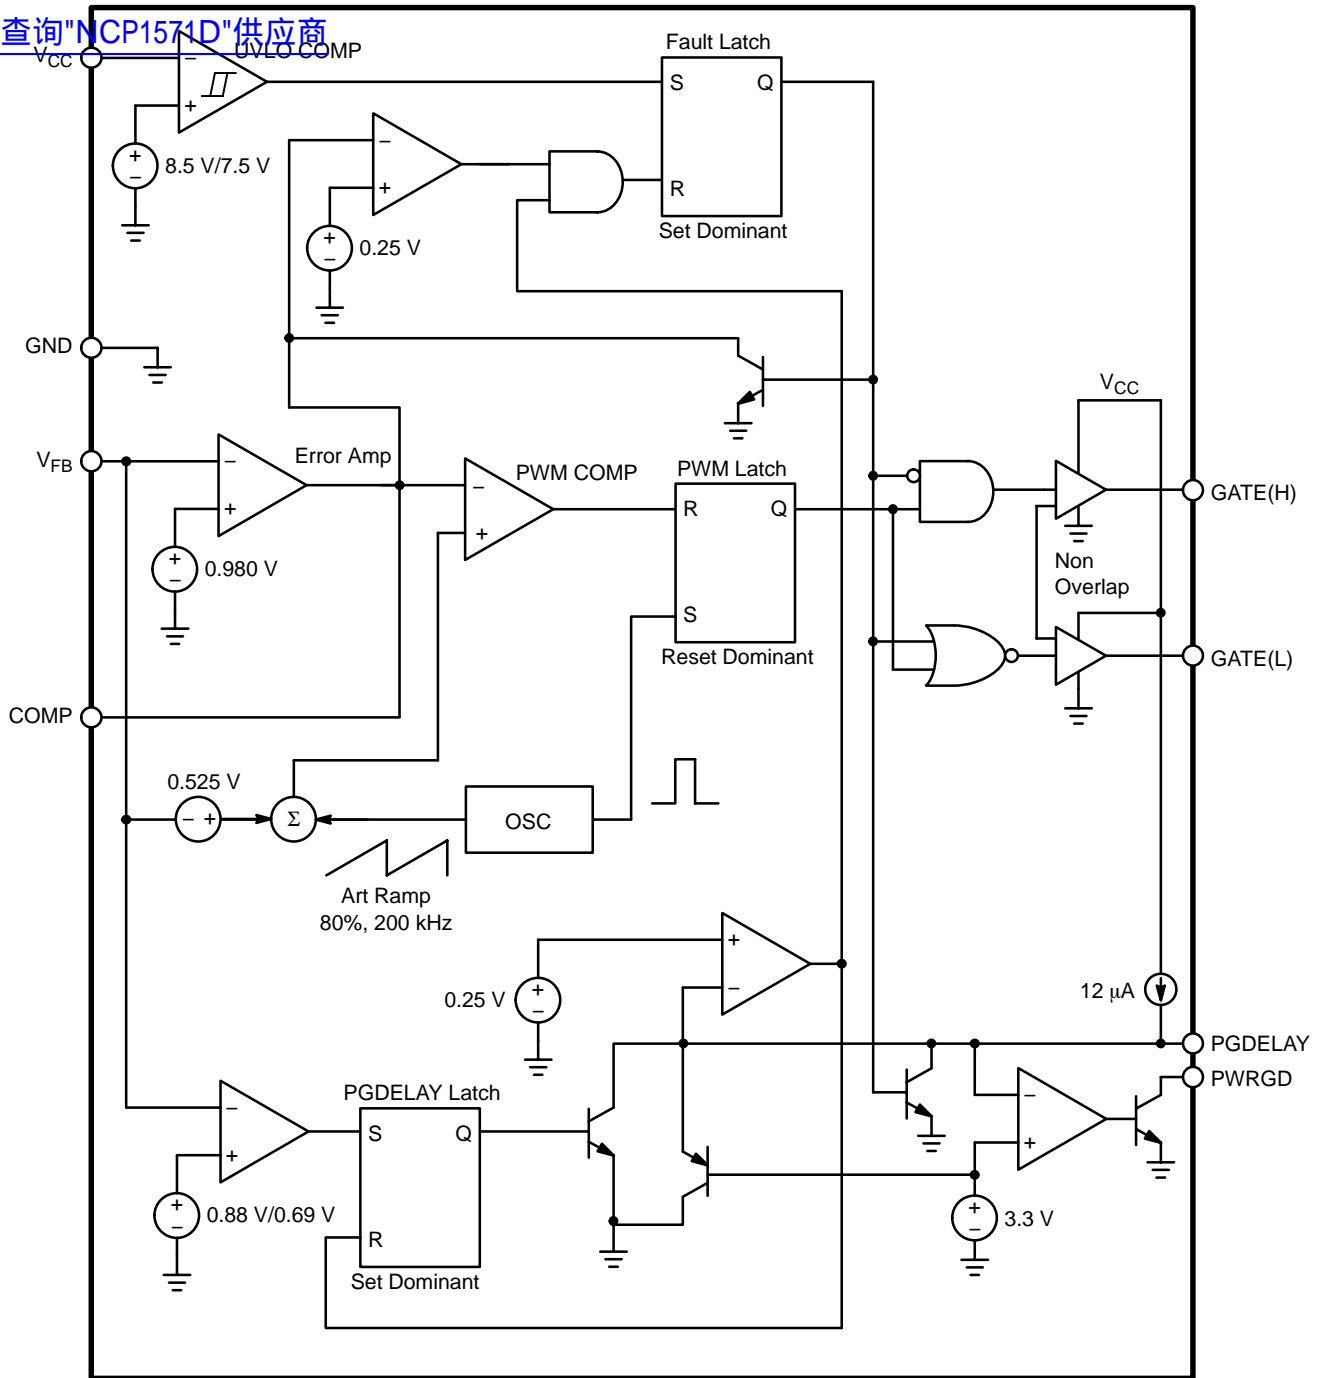 查询"NCP1571D"供应商
VCC
UVLO COMP
Fault Latch
S
Q
R
Set Dominant
−
+
8.5 V/7.5 V
+
−
−
+
0.25 V
+
−
GND
VFB
Error Amp
−
+
0.980 V
+
−
PWM COMP
−
+
PWM Latch
R
Q
S
Reset Dominant
VCC
GATE(H)
Non
Overlap
GATE(L)
COMP
0.525 V
− +
Σ
OSC
Art Ramp
80%, 200 kHz
+
−
0.25 V
+
−
12 μA
PGDELAY
PWRGD
−
+
PGDELAY Latch
S
Q
R
Set Dominant
−
+
0.88 V/0.69 V
+
−
3.3 V
+
−